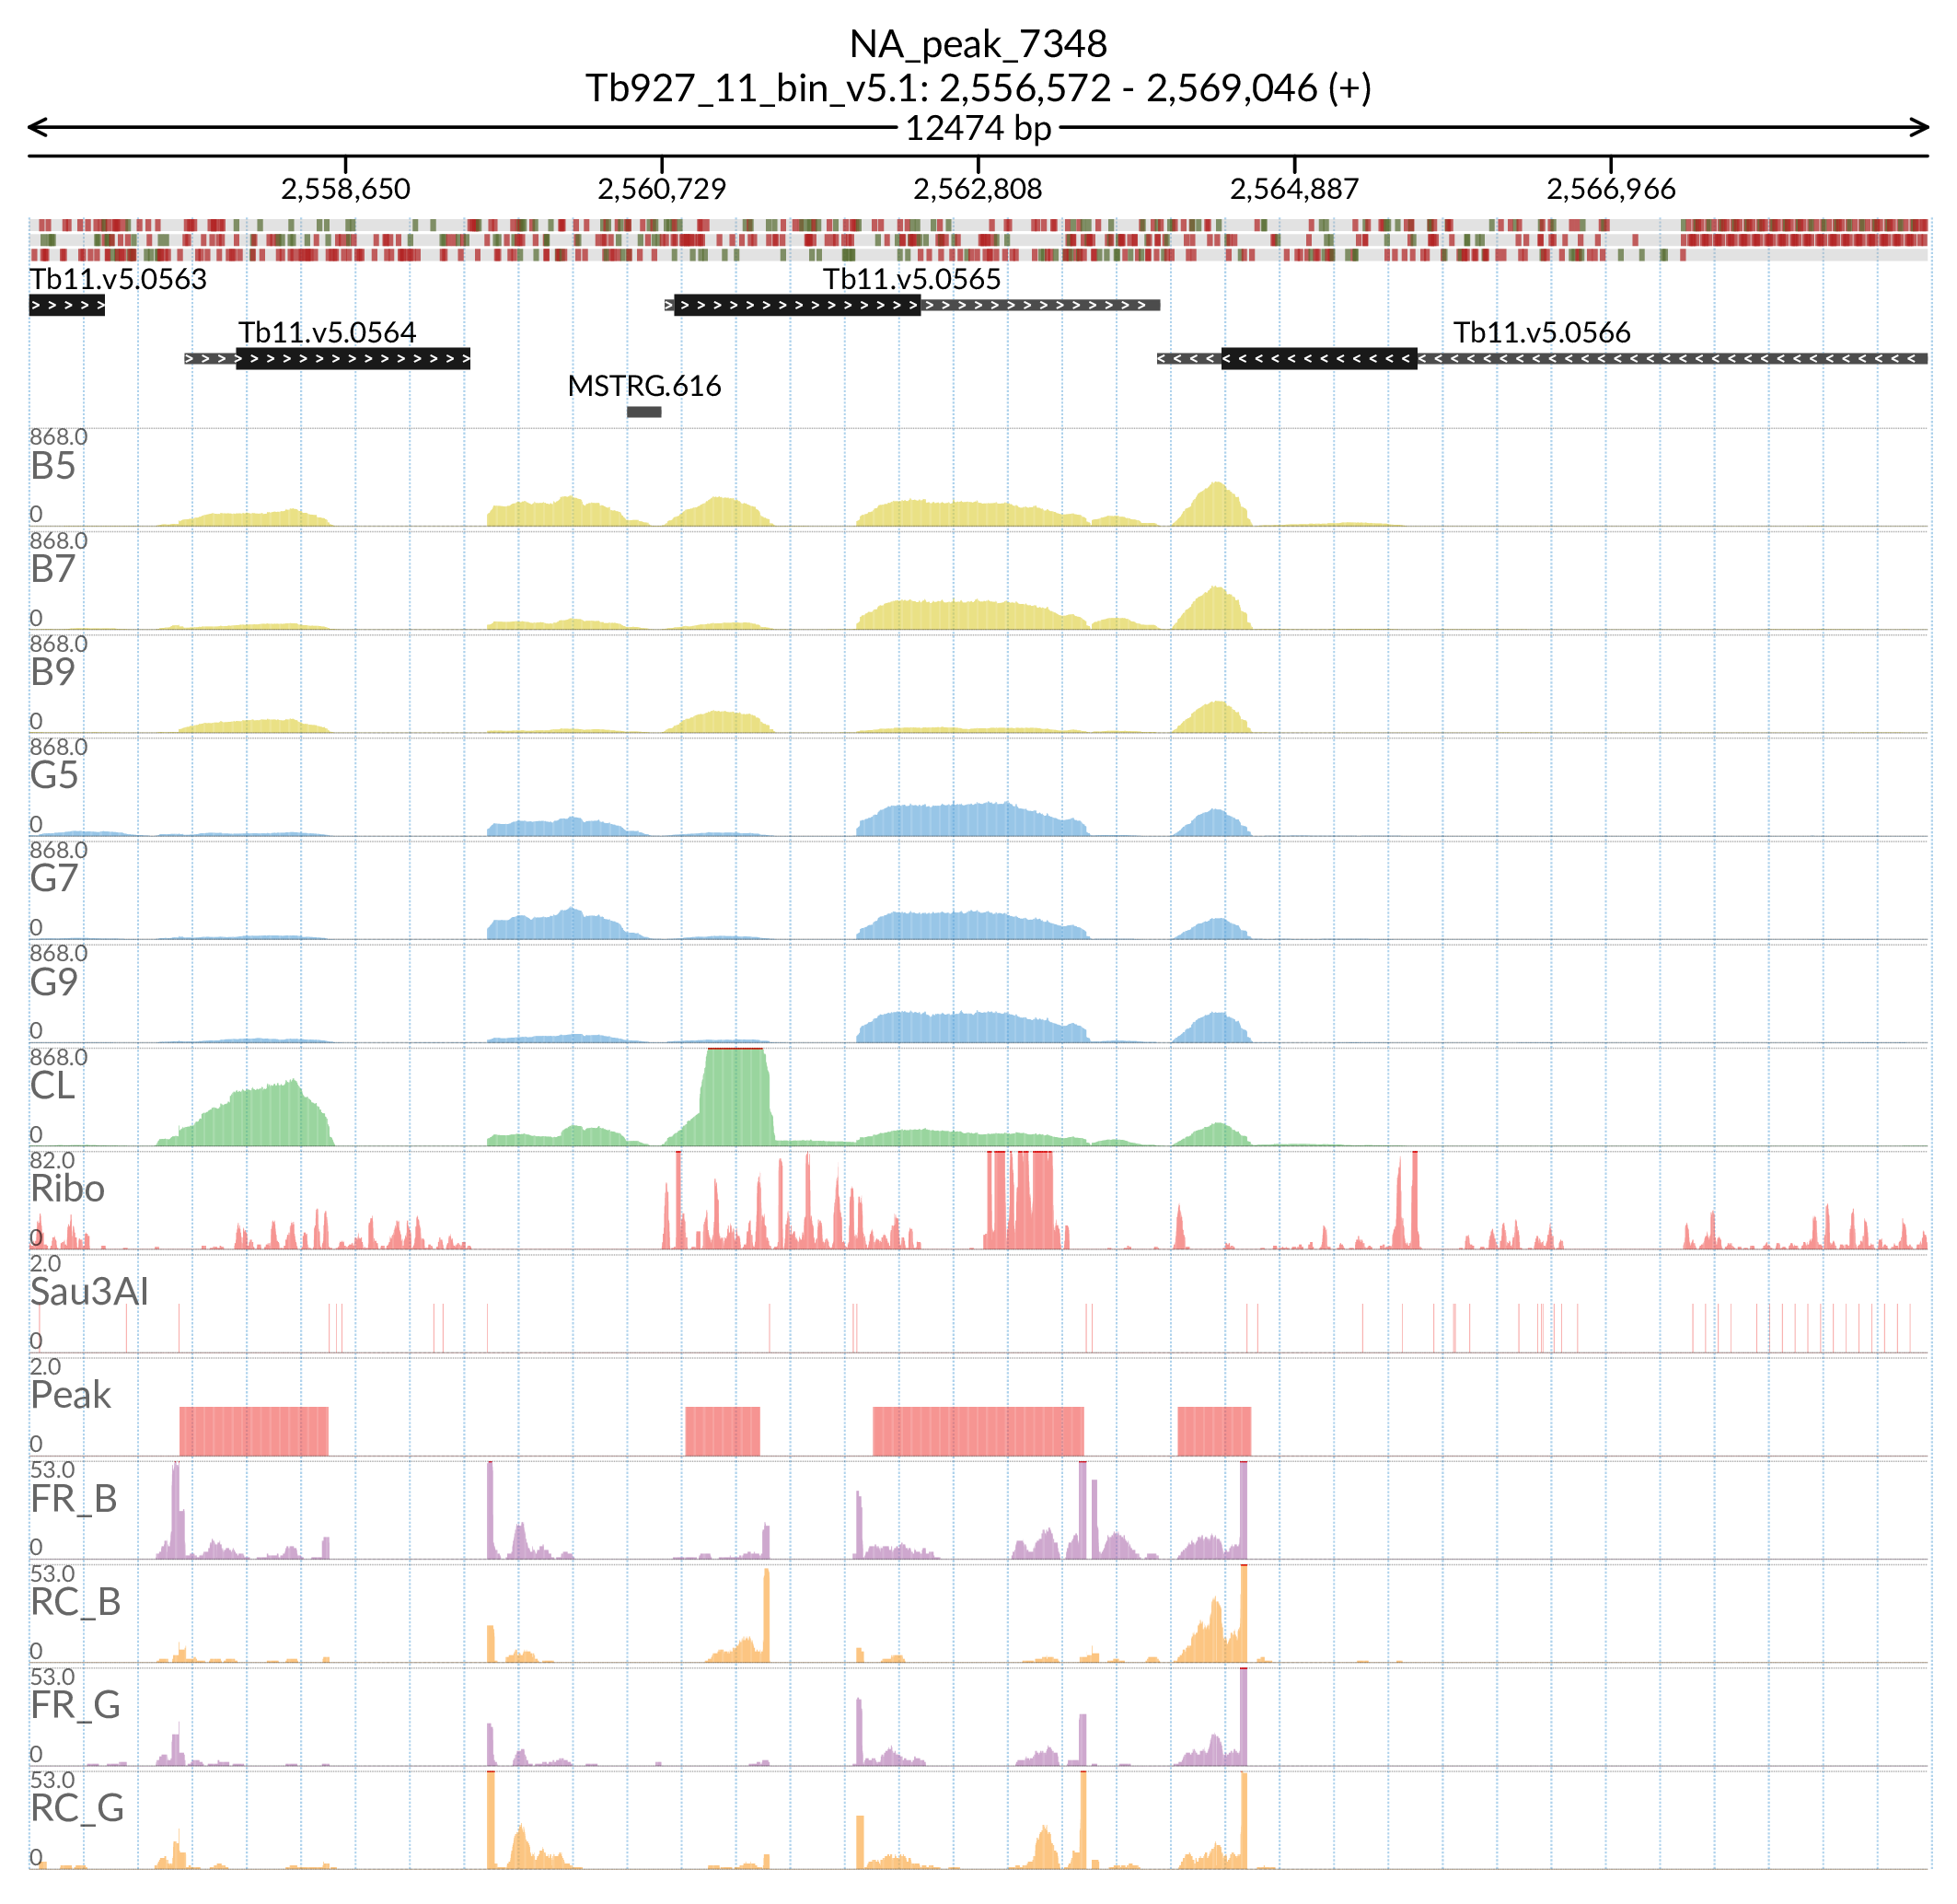 NA_peak_7348
Tb927_11_bin_v5.1: 2,556,572 - 2,569,046 (+)
12474 bp
2,558,650 2,560,729 2,562,808 2,564,887 2,566,966
Tb11.v5.0563 Tb11.v5.0565
Tb11.v5.0564 Tb11.v5.0566
MSTRG.616
868.0
B5
0
868.0
B7
0
868.0
B9
0
868.0
G5
0
868.0
G7
0
868.0
G9
0
868.0
CL
0
82.0
Ribo
0
2.0
Sau3AI
0
2.0
Peak
0
53.0
FR_B
0
53.0
RC_B
0
53.0
FR_G
0
53.0
RC_G
0